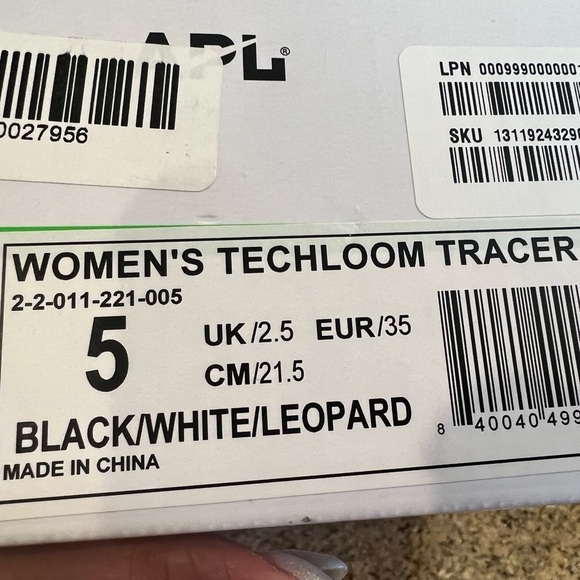 APL®
0027956
LPN 000999000000
SKU 131192432
WOMEN'S TECHLOOM TRACER
2-2-011-221-005
5
UK/2.5 EUR/35
CM/21.5
BLACK/WHITE/LEOPARD
MADE IN CHINA
8 40040 499